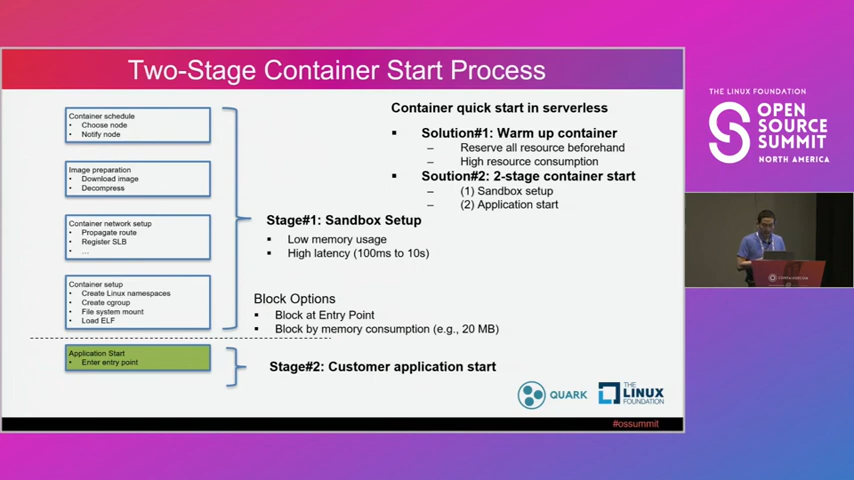 Two-Stage Container Start Process
Container schedule
• Choose node
• Notify node
Image preparation
• Download image
• Decompress
Container network setup
• Propagate route
• Register SLB
• ...
Container setup
• Create Linux namespaces
• Create cgroup
• File system mount
• Load ELF
Application Start
• Enter entry point
Stage#1: Sandbox Setup
▪ Low memory usage
▪ High latency (100ms to 10s)
Block Options
▪ Block at Entry Point
▪ Block by memory consumption (e.g., 20 MB)
Stage#2: Customer application start
Container quick start in serverless
▪ Solution#1: Warm up container
– Reserve all resource beforehand
– High resource consumption
▪ Soution#2: 2-stage container start
– (1) Sandbox setup
– (2) Application start
QUARK
THE
LINUX
FOUNDATION
#ossummit
THE LINUX FOUNDATION
OPEN
SOURCE
SUMMIT
NORTH AMERICA